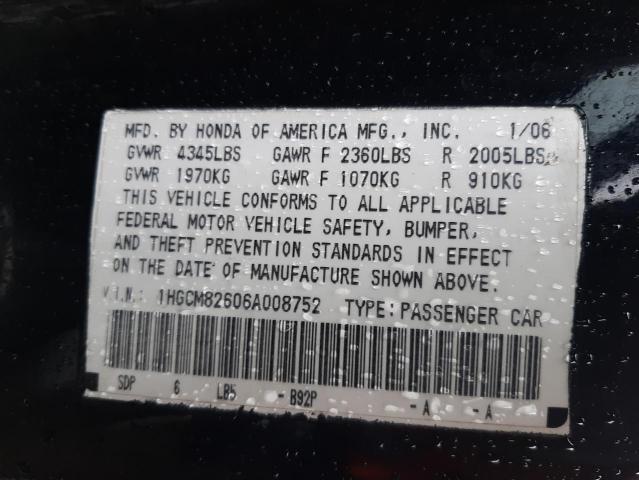 MFD. BY HONDA OF AMERICA MFG., INC. 1/06
GVWR 4345LBS GAWR F 2360LBS R 2005LBS
GVWR 1970KG GAWR F 1070KG R 910KG
THIS VEHICLE CONFORMS TO ALL APPLICABLE
FEDERAL MOTOR VEHICLE SAFETY, BUMPER,
AND THEFT PREVENTION STANDARDS IN EFFECT
ON THE DATE OF MANUFACTURE SHOWN ABOVE.
V.I.N.: 1HGCM82606A008752 TYPE: PASSENGER CAR
SDP 6 LB5 - B92P - A - A